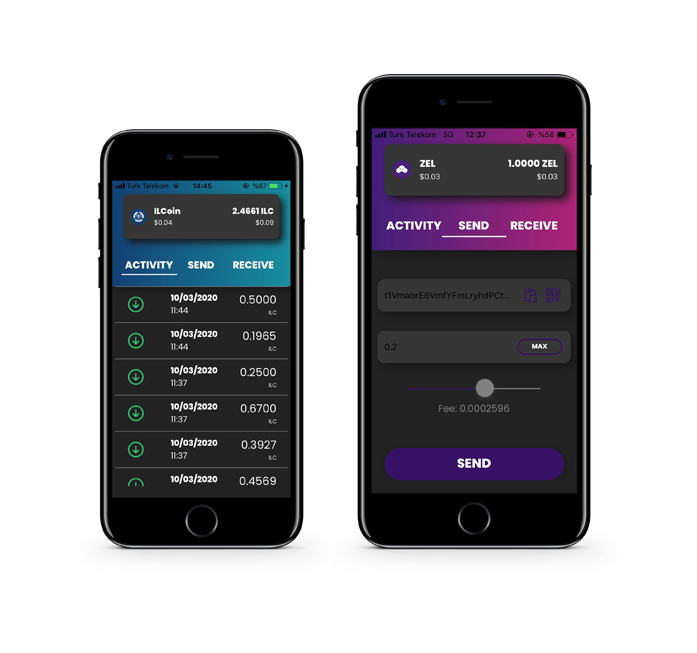 Turk Telekom 14:45 %67
ILCoin 2.4661 ILC
$0.04 $0.09
ACTIVITY SEND RECEIVE
10/03/2020 0.5000
11:44 ILC
10/03/2020 0.1965
11:44 ILC
10/03/2020 0.2500
11:37 ILC
10/03/2020 0.6700
11:37 ILC
10/03/2020 0.3927
11:37 ILC
10/03/2020 0.4569
Turk Telekom 3G 12:37 %58
ZEL 1.0000 ZEL
$0.03 $0.03
ACTIVITY SEND RECEIVE
t1VmabrE6VmfYFmLryhdPCt...
0.2 MAX
Fee: 0.0002596
SEND